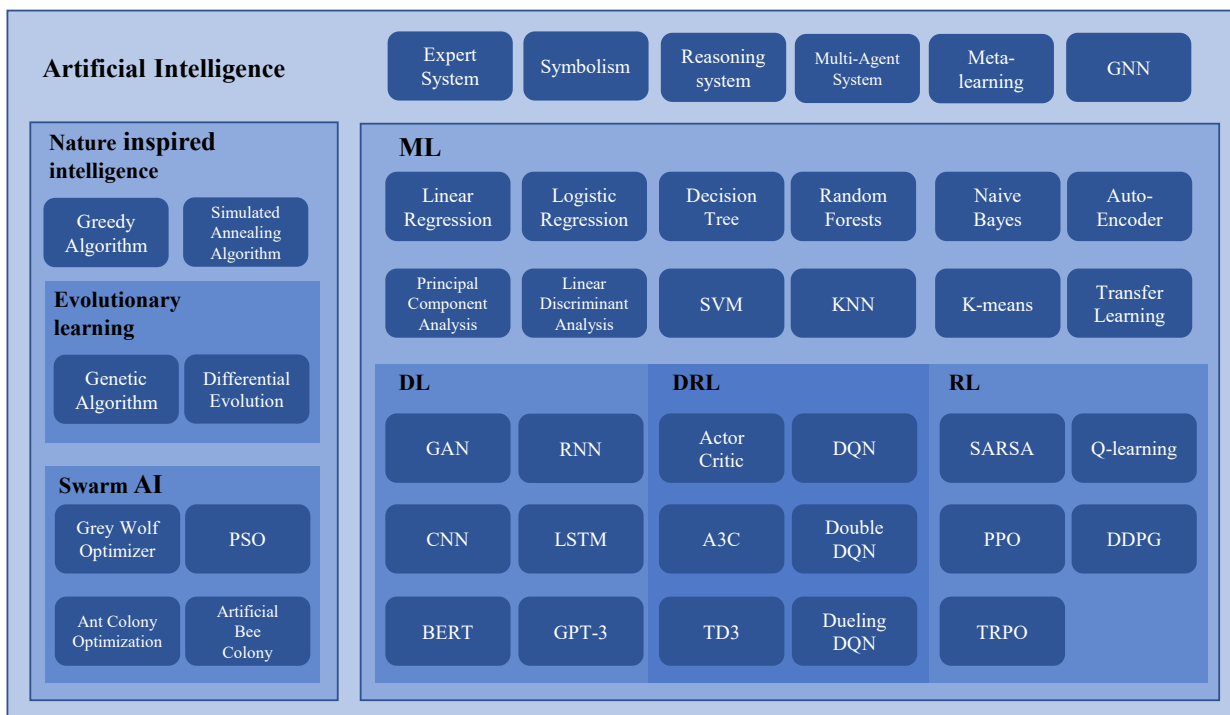 Artificial Intelligence
Expert
System
Symbolism
Reasoning
system
Multi-Agent
System
Meta-
learning
GNN
Nature inspired
intelligence
Greedy
Algorithm
Simulated
Annealing
Algorithm
Evolutionary
learning
Genetic
Algorithm
Differential
Evolution
Swarm AI
Grey Wolf
Optimizer
PSO
Ant Colony
Optimization
Artificial
Bee
Colony
ML
Linear
Regression
Logistic
Regression
Decision
Tree
Random
Forests
Naive
Bayes
Auto-
Encoder
Principal
Component
Analysis
Linear
Discriminant
Analysis
SVM
KNN
K-means
Transfer
Learning
DL
GAN
RNN
CNN
LSTM
BERT
GPT-3
DRL
Actor
Critic
DQN
A3C
Double
DQN
TD3
Dueling
DQN
RL
SARSA
Q-learning
PPO
DDPG
TRPO